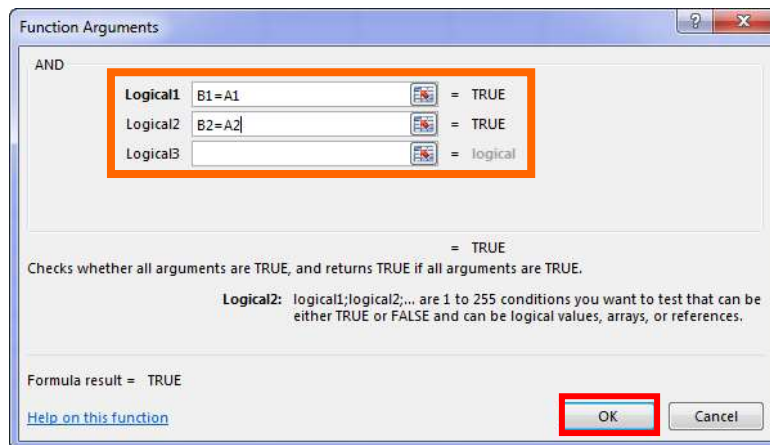 Function Arguments
AND
Logical1 B1=A1 = TRUE
Logical2 B2=A2 = TRUE
Logical3 = logical
= TRUE
Checks whether all arguments are TRUE, and returns TRUE if all arguments are TRUE.
Logical2: logical1;logical2;... are 1 to 255 conditions you want to test that can be
either TRUE or FALSE and can be logical values, arrays, or references.
Formula result = TRUE
Help on this function OK Cancel